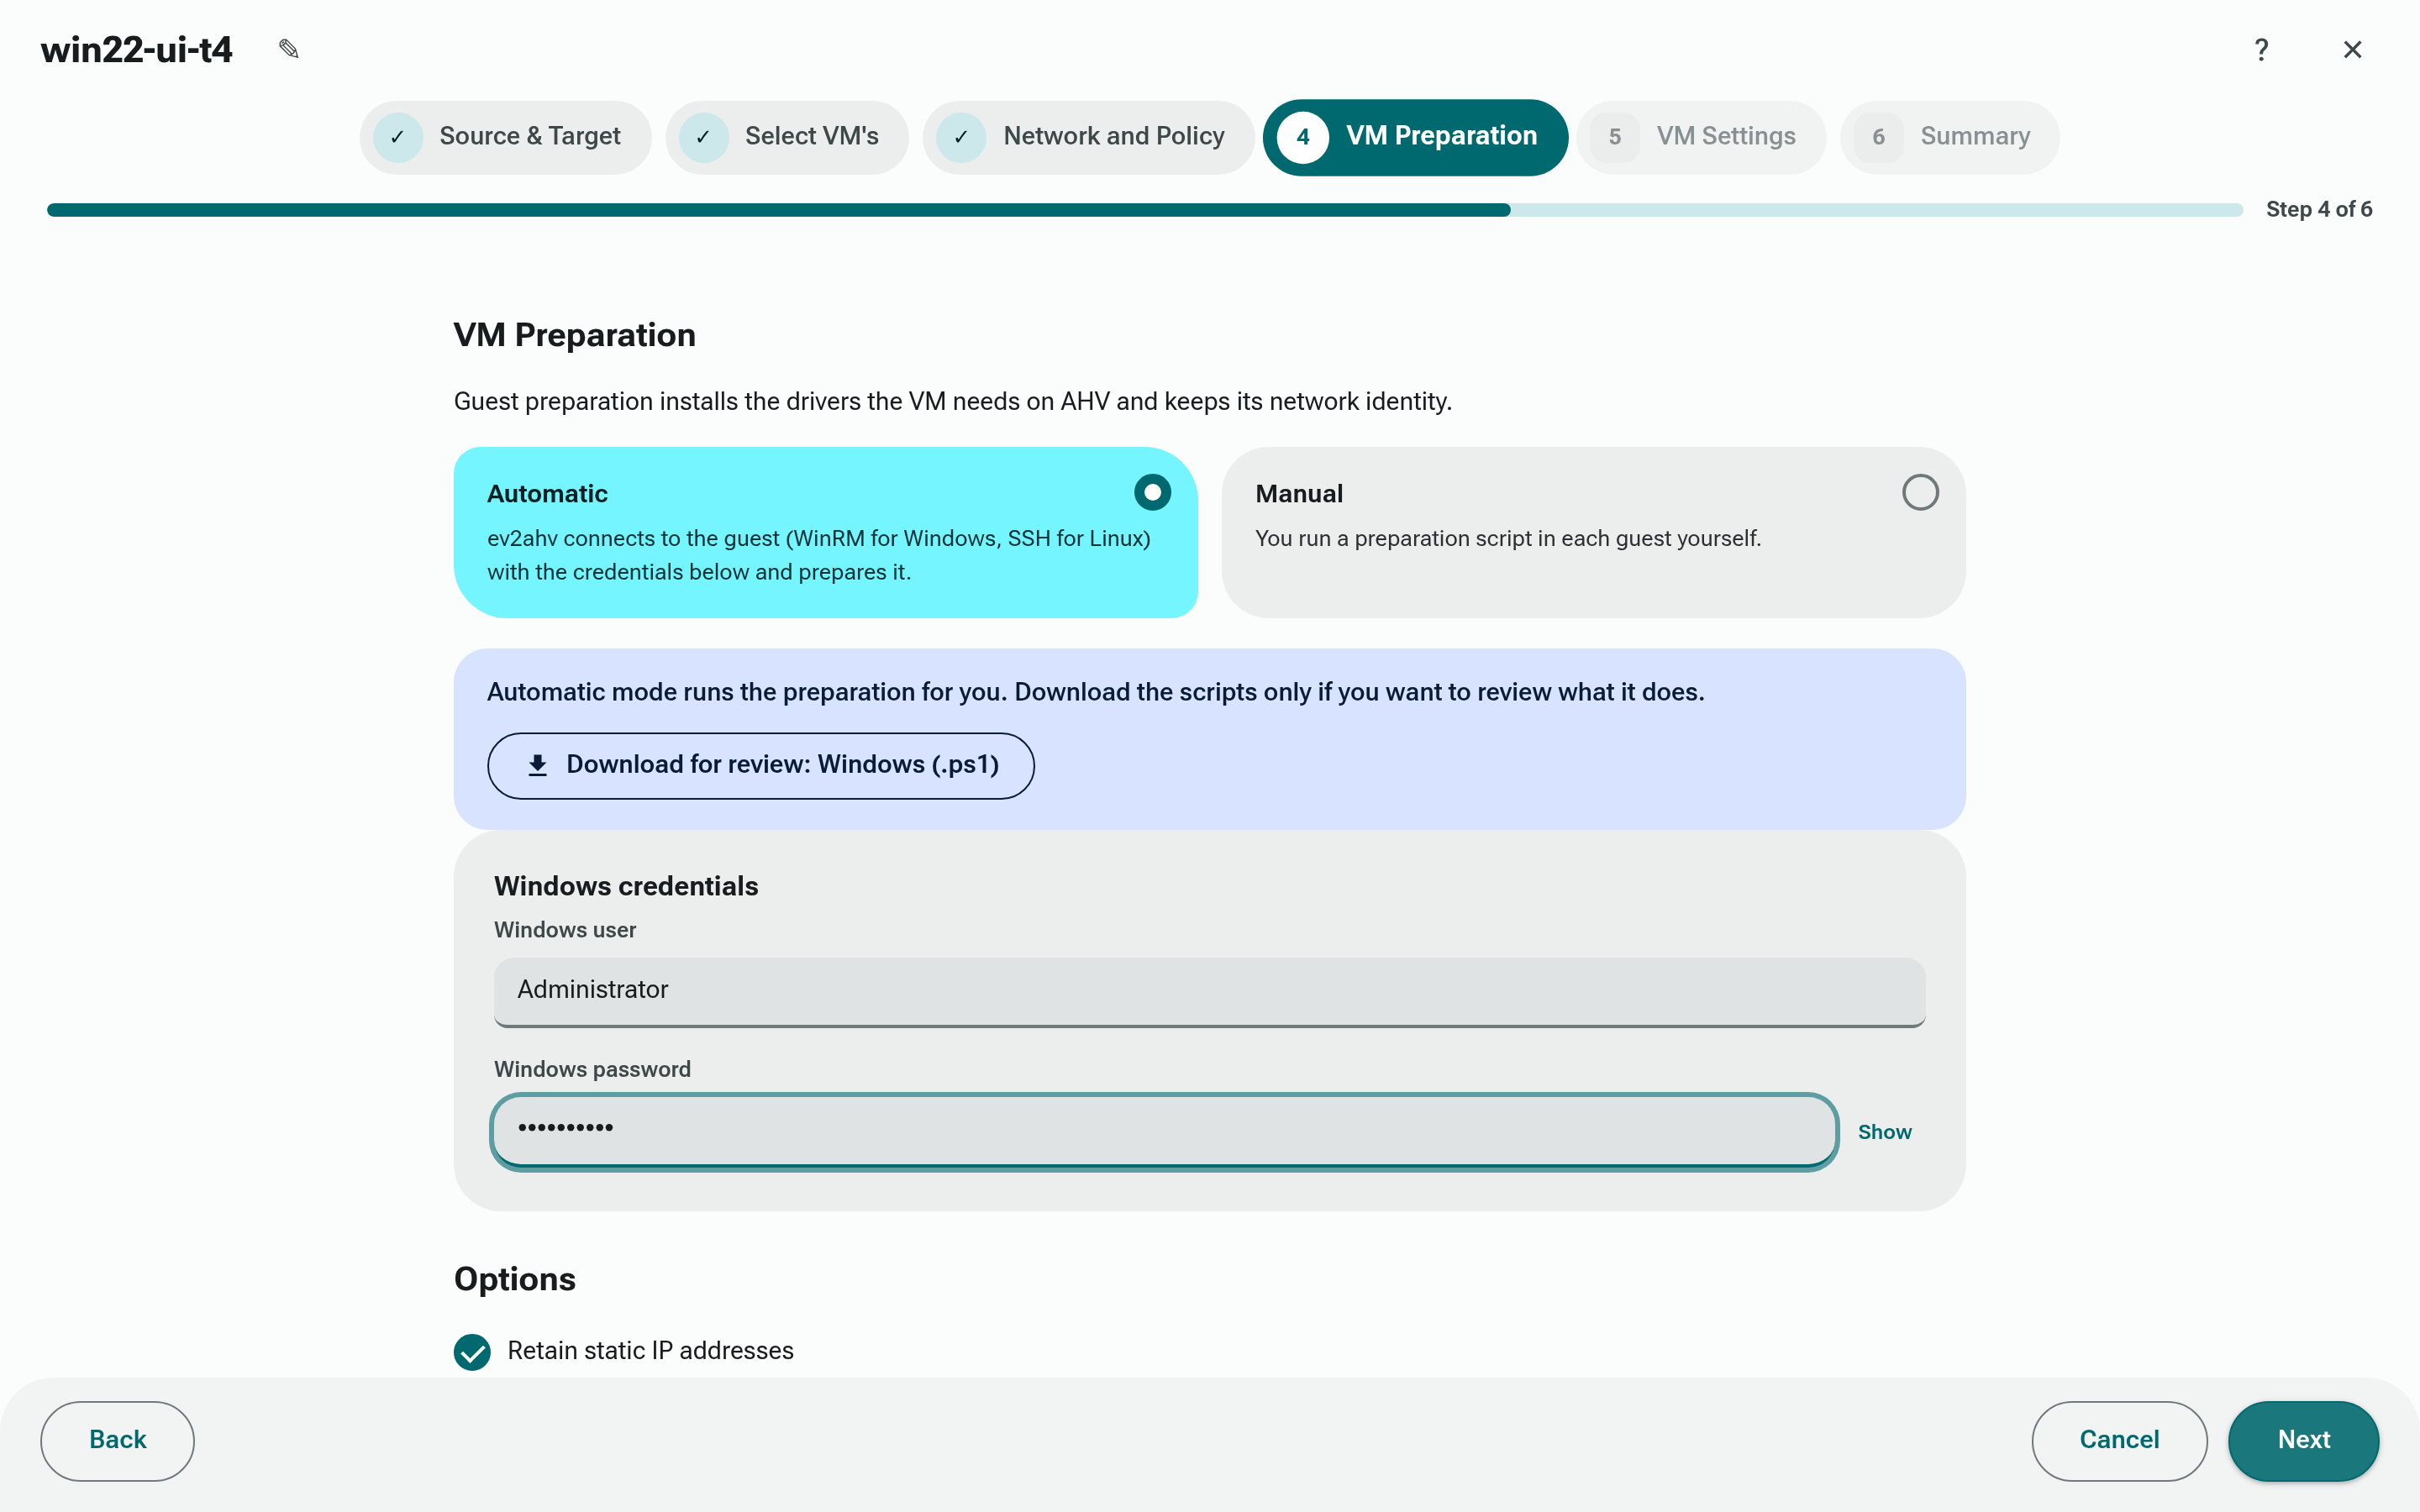 win22-ui-t4 ✎ ? ✕
✓ Source & Target ✓ Select VM's ✓ Network and Policy 4 VM Preparation 5 VM Settings 6 Summary
Step 4 of 6
VM Preparation
Guest preparation installs the drivers the VM needs on AHV and keeps its network identity.
Automatic
ev2ahv connects to the guest (WinRM for Windows, SSH for Linux)
with the credentials below and prepares it.
Manual
You run a preparation script in each guest yourself.
Automatic mode runs the preparation for you. Download the scripts only if you want to review what it does.
Download for review: Windows (.ps1)
Windows credentials
Windows user
Administrator
Windows password
••••••••••
Show
Options
Retain static IP addresses
Back Cancel Next